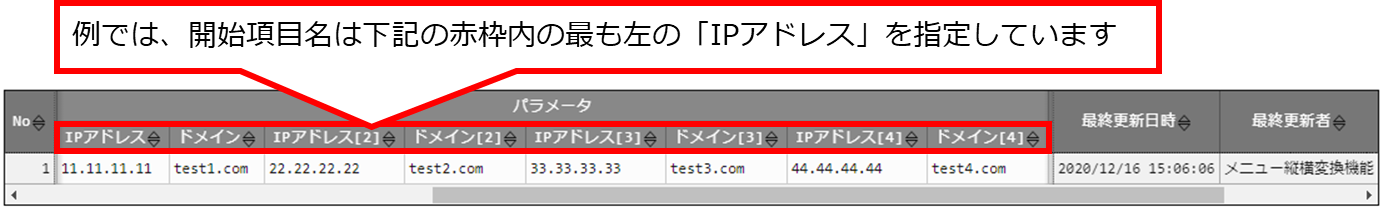 例では、開始項目名は下記の赤枠内の最も左の「IPアドレス」を指定しています
No パラメータ 最終更新日時 最終更新者
IPアドレス ドメイン IPアドレス[2] ドメイン[2] IPアドレス[3] ドメイン[3] IPアドレス[4] ドメイン[4]
1 11.11.11.11 test1.com 22.22.22.22 test2.com 33.33.33.33 test3.com 44.44.44.44 test4.com 2020/12/16 15:06:06 メニュー縦横変換機能